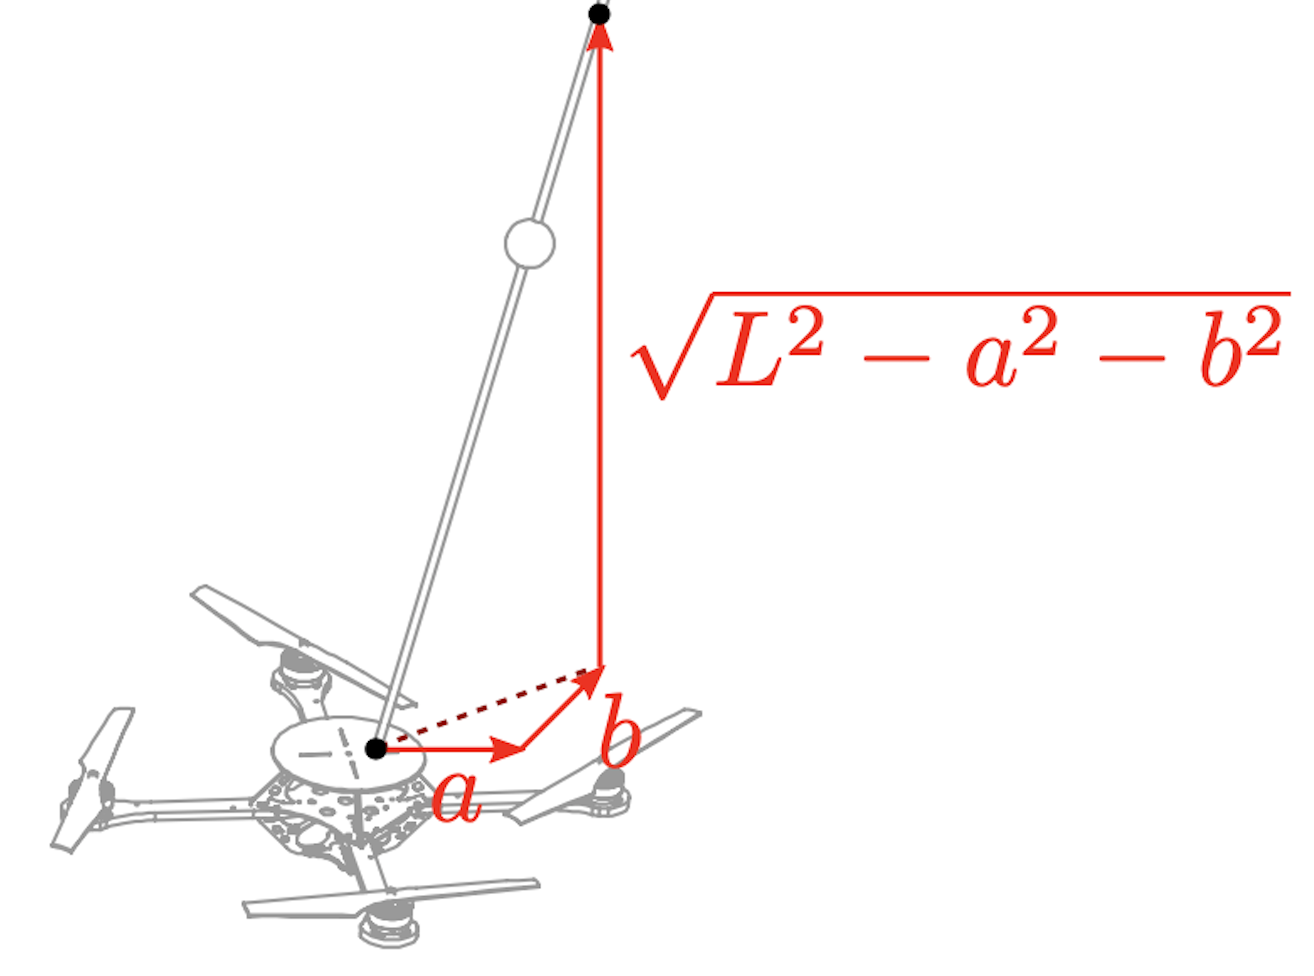 √(L² − a² − b²)
b
a